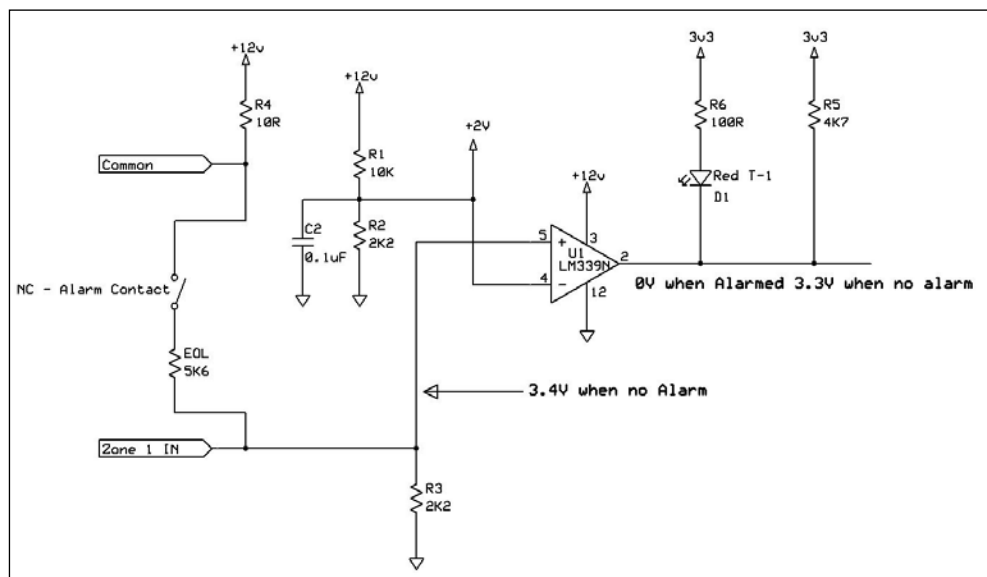 +12v
R4
10R
Common
NC - Alarm Contact
EOL
5K6
Zone 1 IN
+12v
R1
10K
C2
0.1uF
R2
2K2
+2V
+12v
5
+
3
U1
LM339N
2
4
-
12
3v3
R6
100R
Red T-1
D1
3v3
R5
4K7
0V when Alarmed 3.3V when no alarm
3.4V when no Alarm
R3
2K2